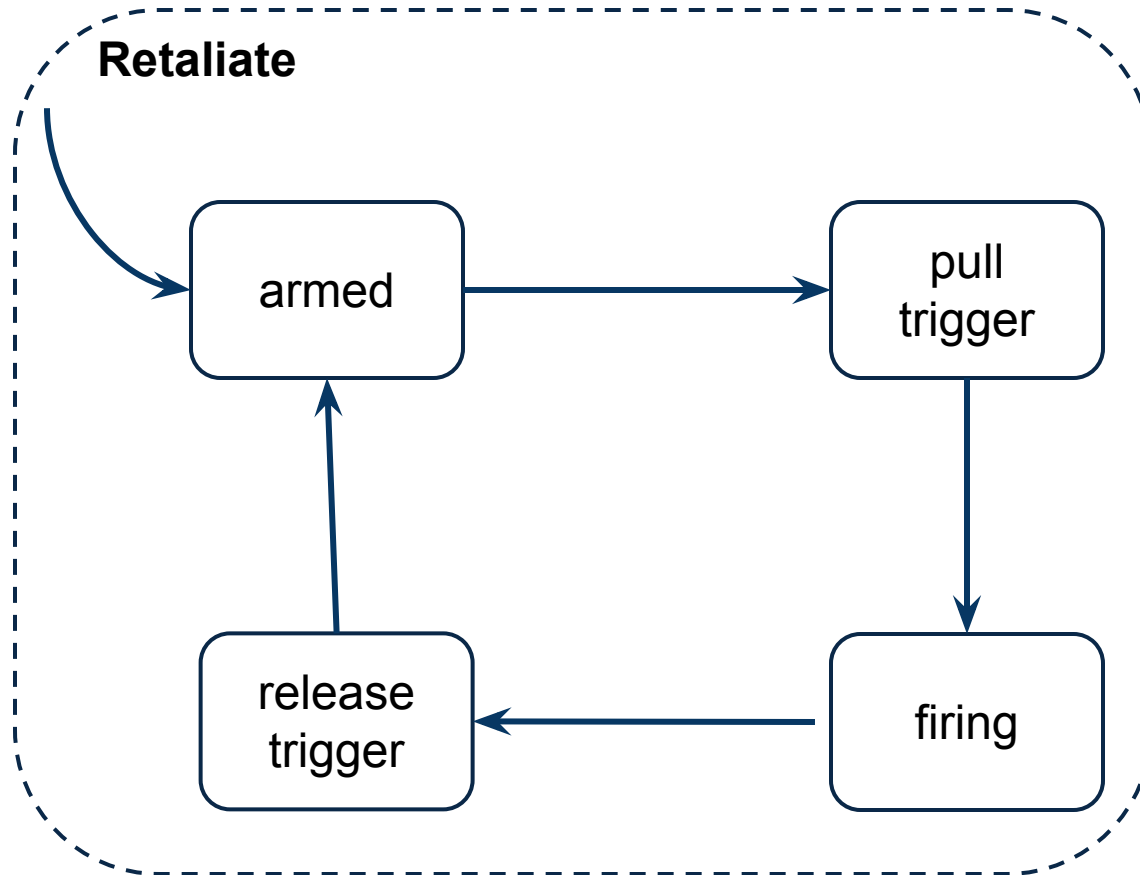 Retaliate
armed
pull
trigger
release
trigger
firing